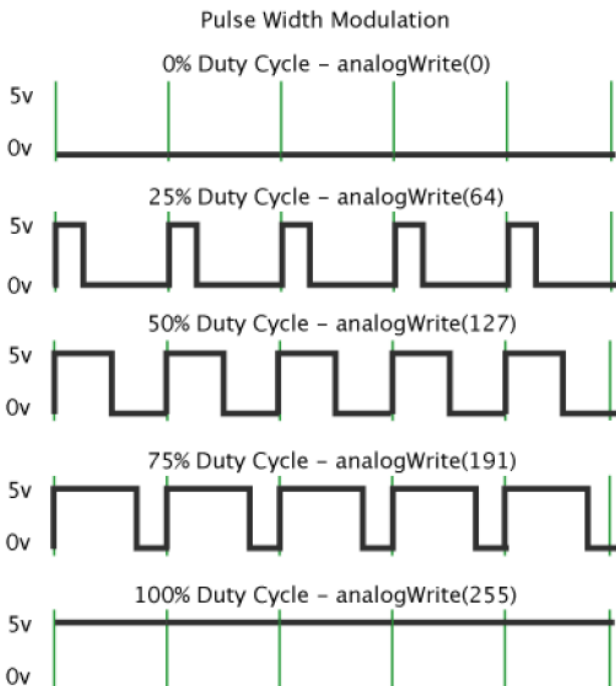 Pulse Width Modulation
0% Duty Cycle – analogWrite(0)
5v
0v
25% Duty Cycle – analogWrite(64)
5v
0v
50% Duty Cycle – analogWrite(127)
5v
0v
75% Duty Cycle – analogWrite(191)
5v
0v
100% Duty Cycle – analogWrite(255)
5v
0v